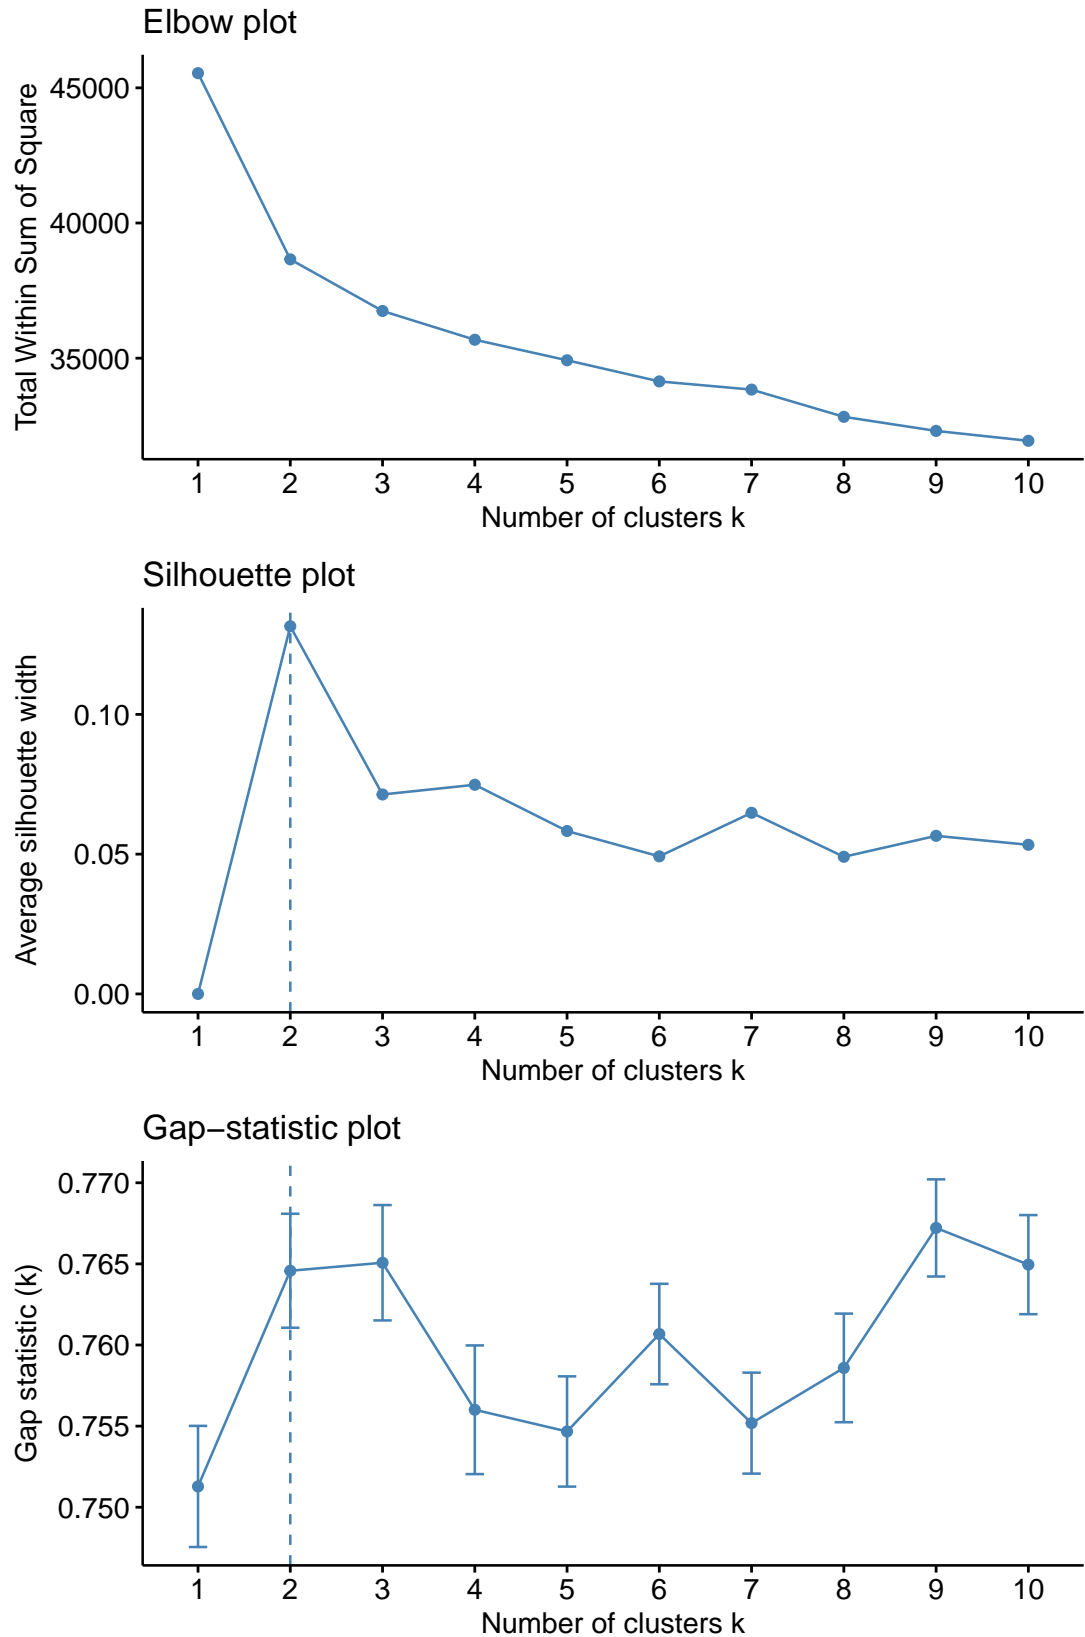 Elbow plot
Total Within Sum of Square
45000
40000
35000
1 2 3 4 5 6 7 8 9 10
Number of clusters k
Silhouette plot
Average silhouette width
0.10
0.05
0.00
1 2 3 4 5 6 7 8 9 10
Number of clusters k
Gap−statistic plot
Gap statistic (k)
0.770
0.765
0.760
0.755
0.750
1 2 3 4 5 6 7 8 9 10
Number of clusters k